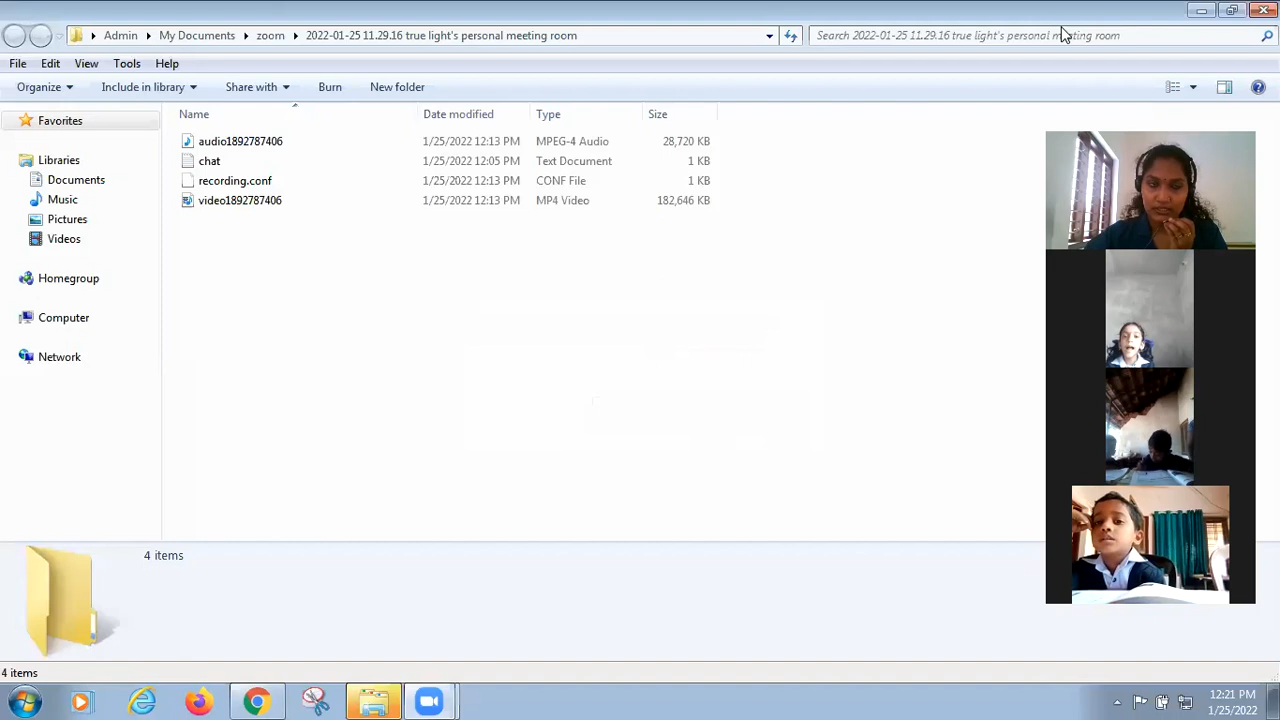 Admin My Documents zoom 2022-01-25 11.29.16 true light's personal meeting room
Search 2022-01-25 11.29.16 true light's personal meeting room
File Edit View Tools Help
Organize Include in library Share with Burn New folder
Name Date modified Type Size
audio1892787406 1/25/2022 12:13 PM MPEG-4 Audio 28,720 KB
chat 1/25/2022 12:05 PM Text Document 1 KB
recording.conf 1/25/2022 12:13 PM CONF File 1 KB
video1892787406 1/25/2022 12:13 PM MP4 Video 182,646 KB
Favorites
Libraries
Documents
Music
Pictures
Videos
Homegroup
Computer
Network
4 items
4 items
12:21 PM
1/25/2022